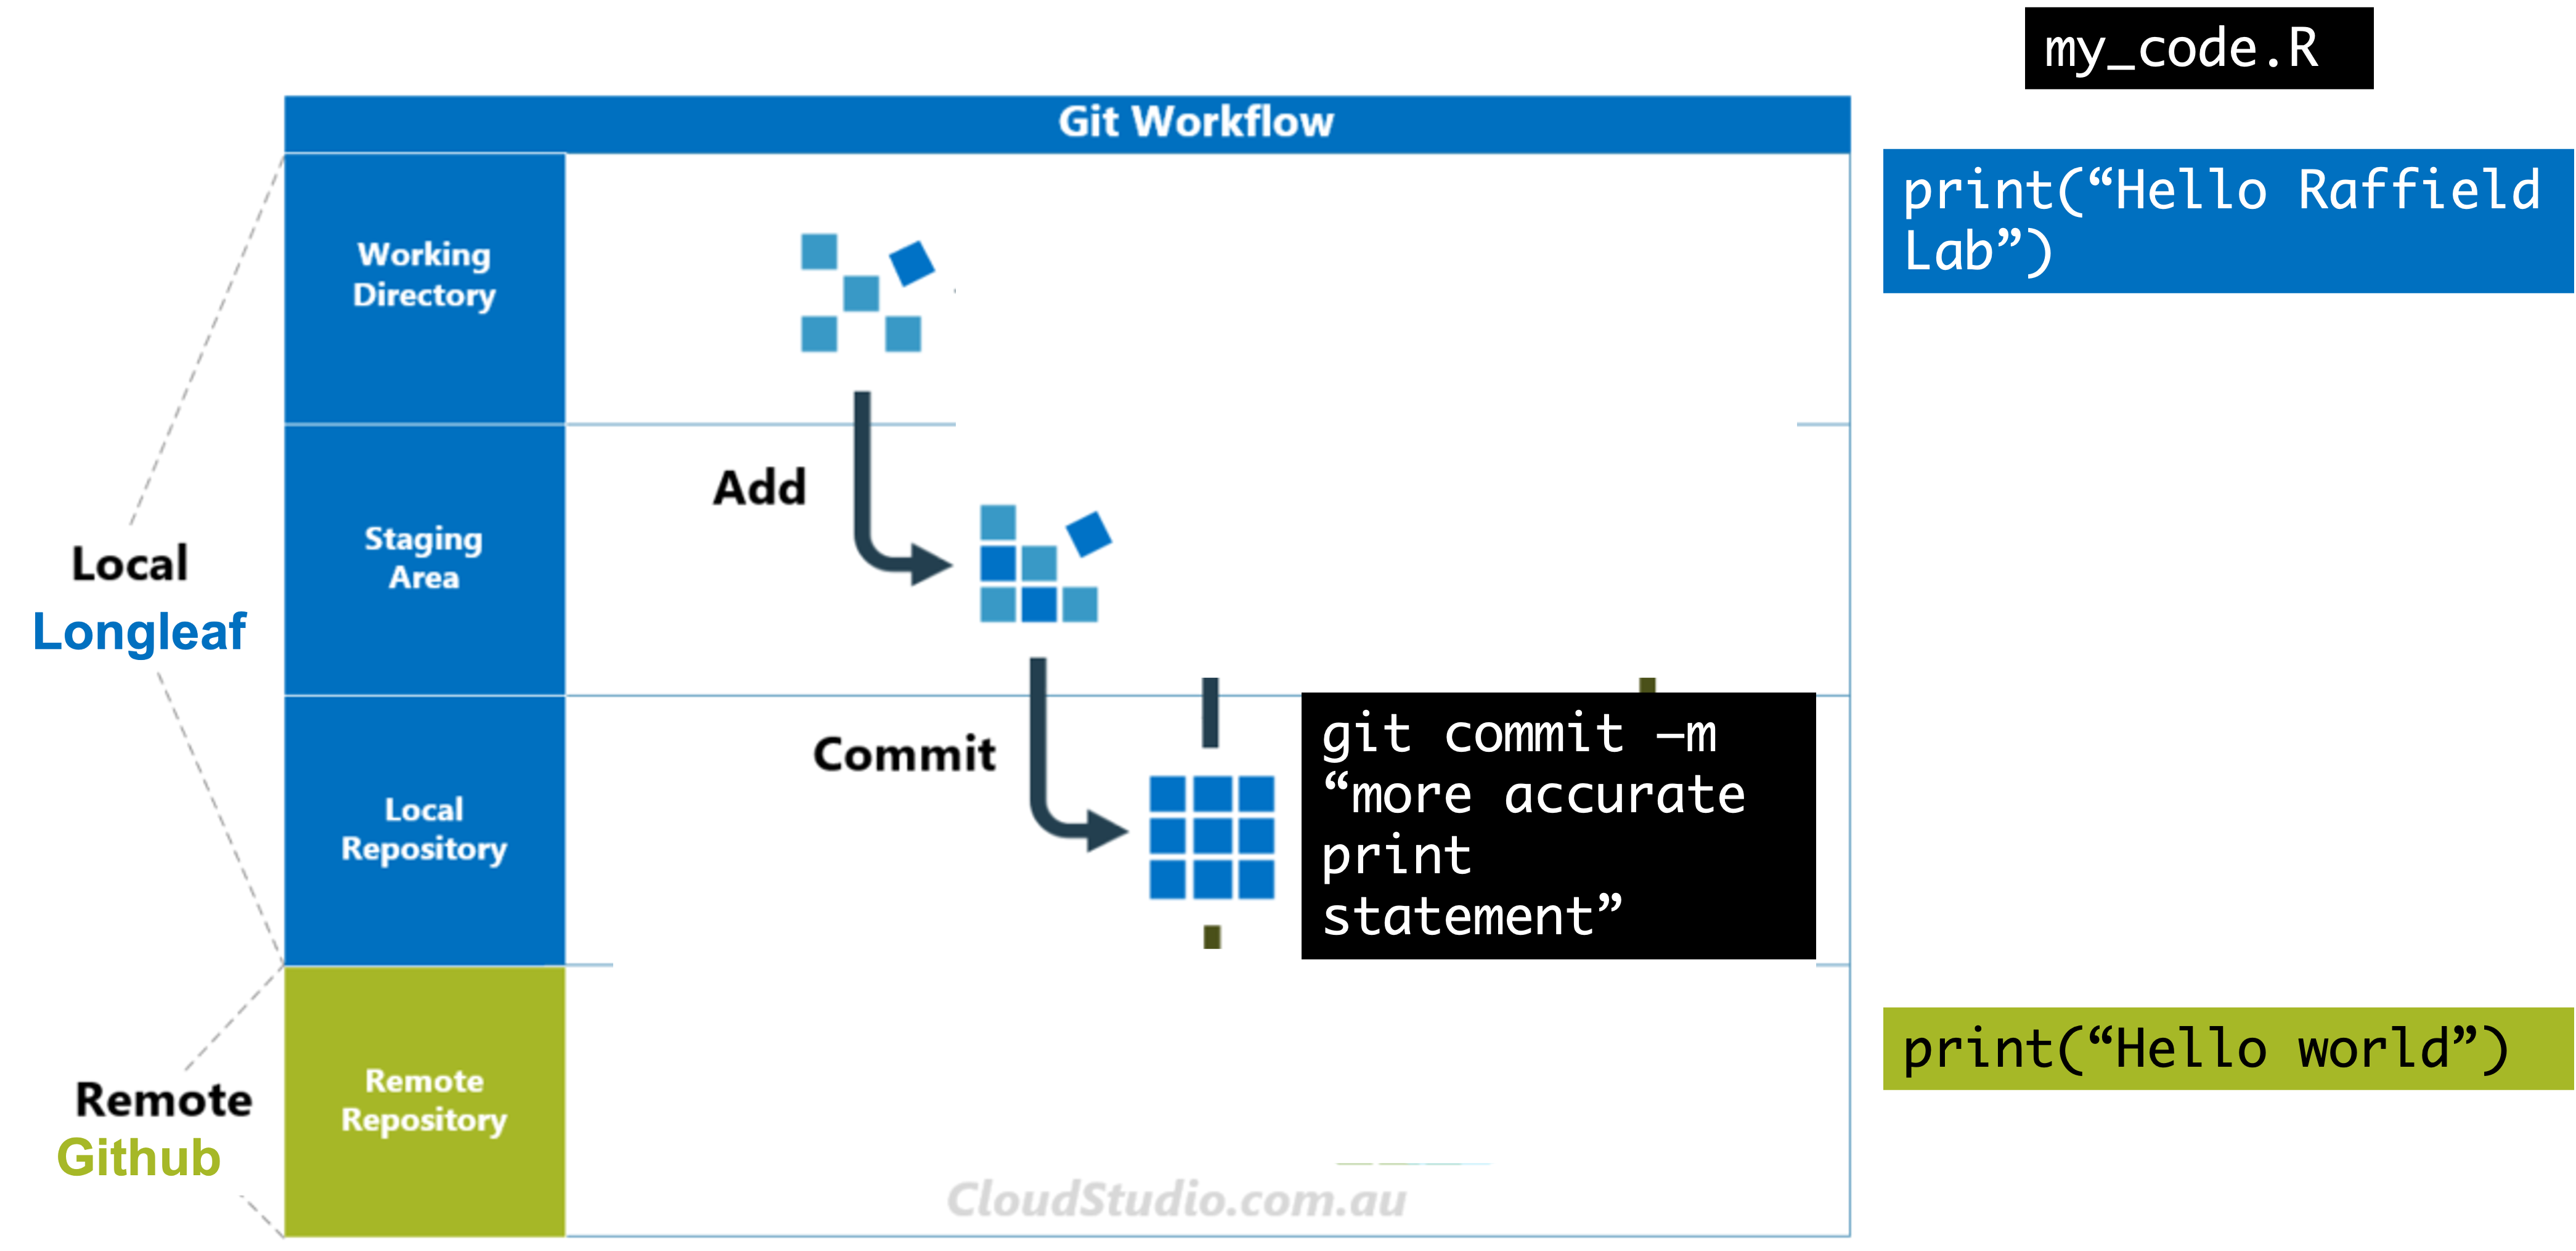 my_code.R
Git Workflow
print(“Hello Raffield
Lab”)
Working
Directory
Add
Staging
Area
Local
Longleaf
git commit –m
“more accurate
print
statement”
Commit
Local
Repository
print(“Hello world”)
Remote
Repository
Remote
Github
CloudStudio.com.au